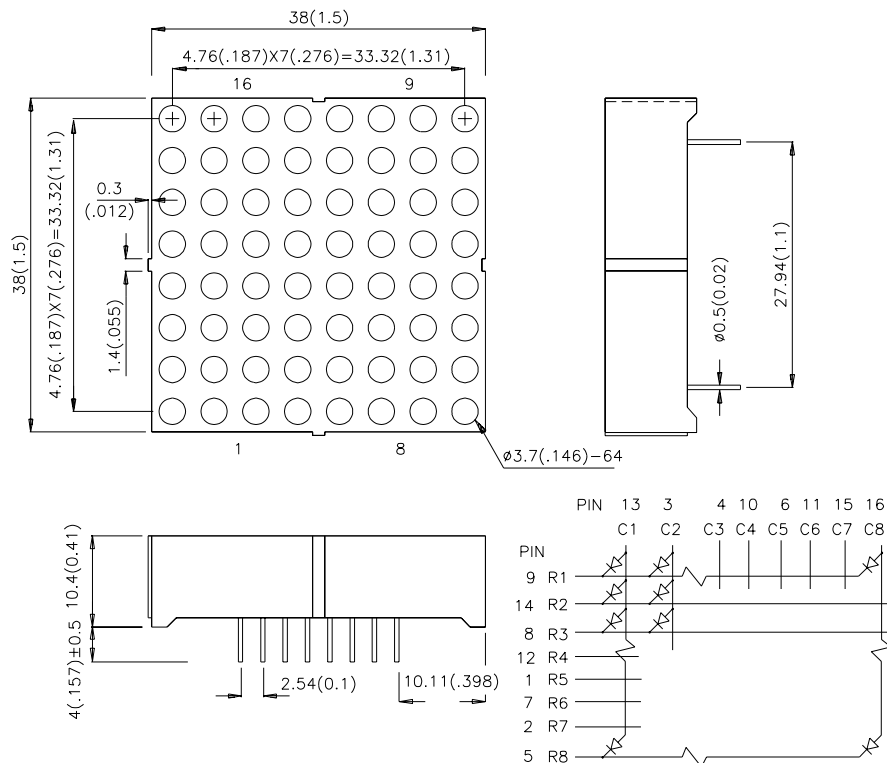 38(1.5)
4.76(.187)X7(.276)=33.32(1.31)
16 9
38(1.5)
4.76(.187)X7(.276)=33.32(1.31)
0.3
(.012)
1.4(.055)
1 8
ø3.7(.146)-64
27.94(1.1)
ø0.5(0.02)
10.4(0.41)
4(.157)±0.5
2.54(0.1)
10.11(.398)
PIN 13 3 4 10 6 11 15 16
C1 C2 C3 C4 C5 C6 C7 C8
PIN
9 R1
14 R2
8 R3
12 R4
1 R5
7 R6
2 R7
5 R8